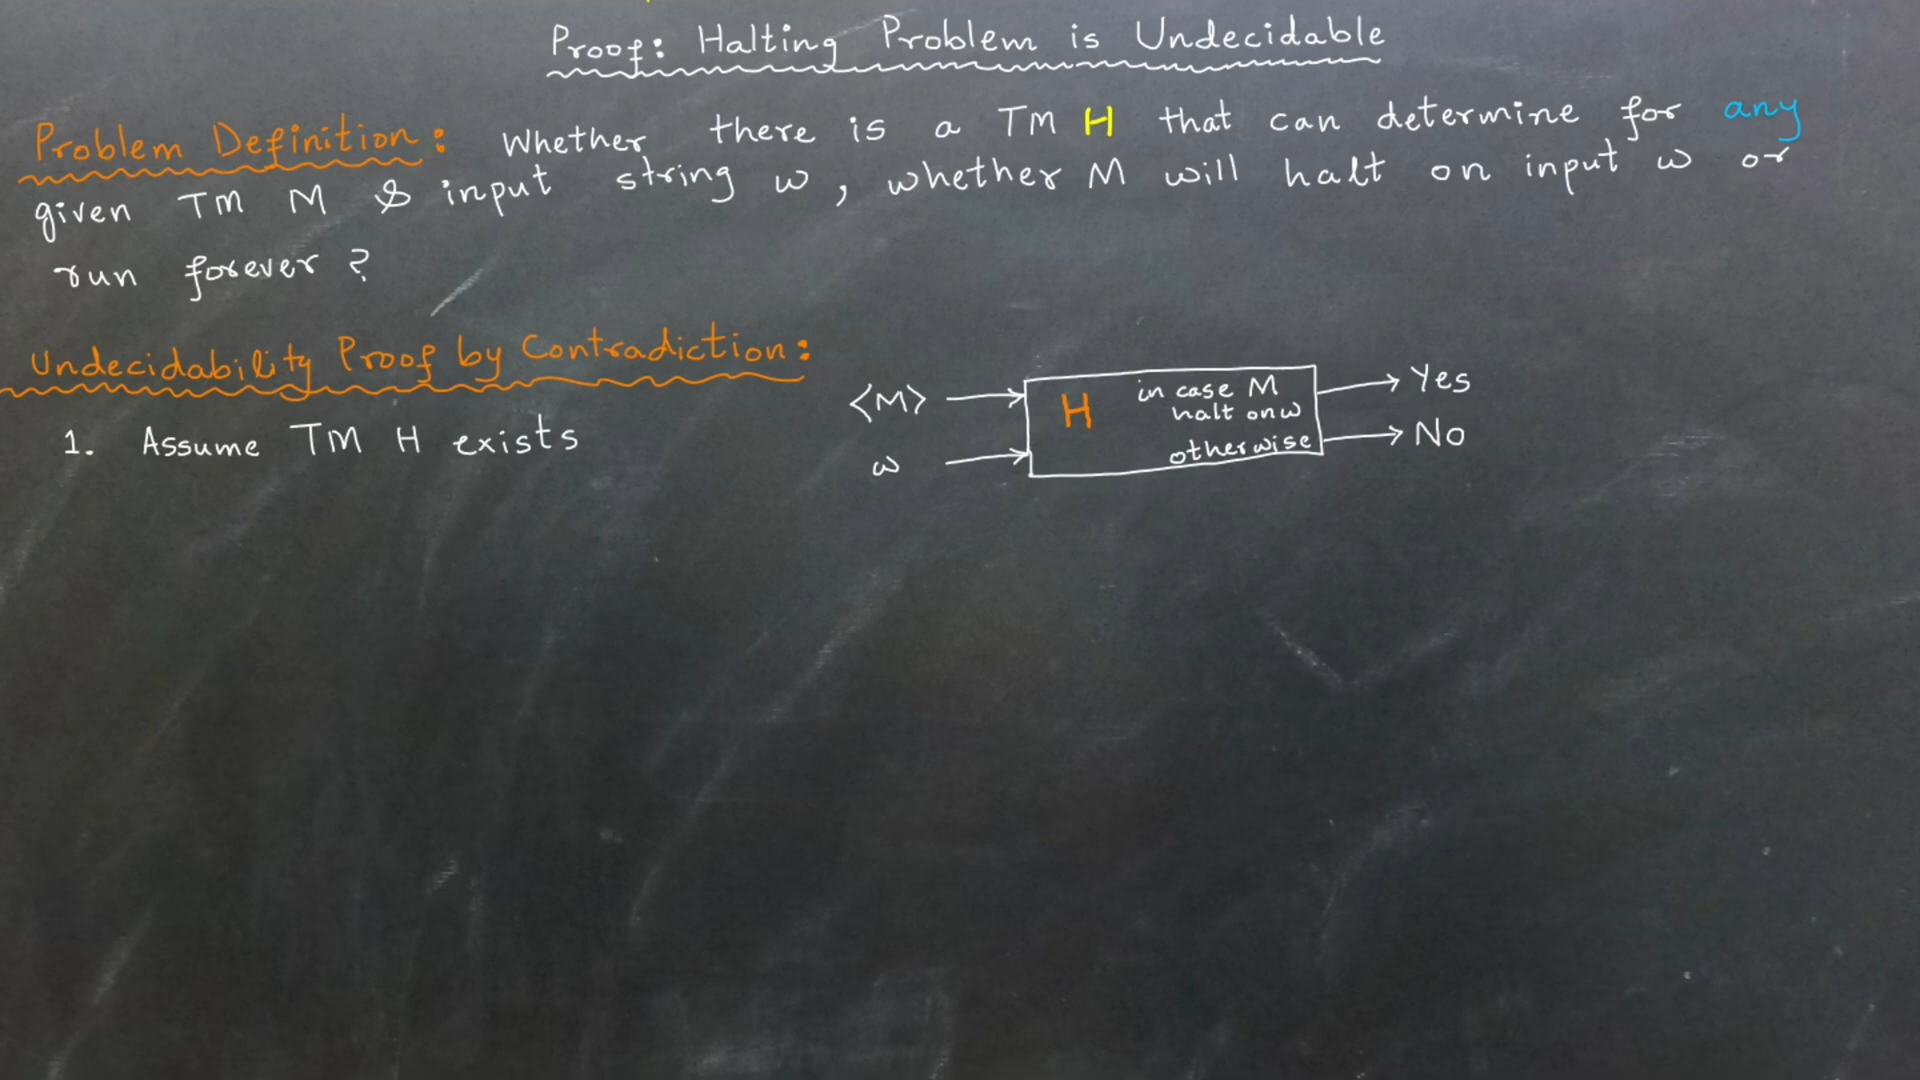 Proof: Halting Problem is Undecidable
Problem Definition: Whether there is a TM H that can determine for any
given TM M & input string w, whether M will halt on input w or
run forever ?
Undecidability Proof by Contradiction:
1. Assume TM H exists
<M>
w
H
in case M
halt on w
otherwise
Yes
No